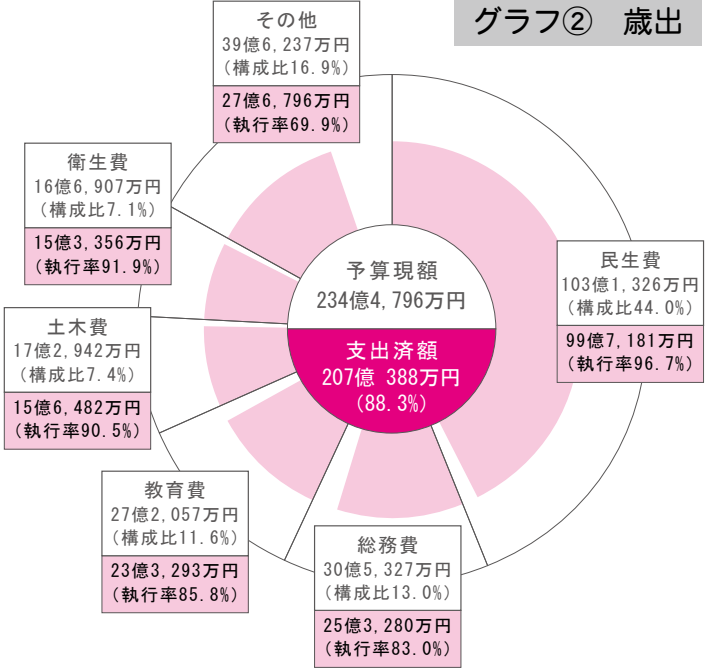 グラフ② 歳出
その他
39億6,237万円
(構成比16.9%)
27億6,796万円
(執行率69.9%)
衛生費
16億6,907万円
(構成比7.1%)
15億3,356万円
(執行率91.9%)
土木費
17億2,942万円
(構成比7.4%)
15億6,482万円
(執行率90.5%)
教育費
27億2,057万円
(構成比11.6%)
23億3,293万円
(執行率85.8%)
総務費
30億5,327万円
(構成比13.0%)
25億3,280万円
(執行率83.0%)
民生費
103億1,326万円
(構成比44.0%)
99億7,181万円
(執行率96.7%)
予算現額
234億4,796万円
支出済額
207億 388万円
(88.3%)